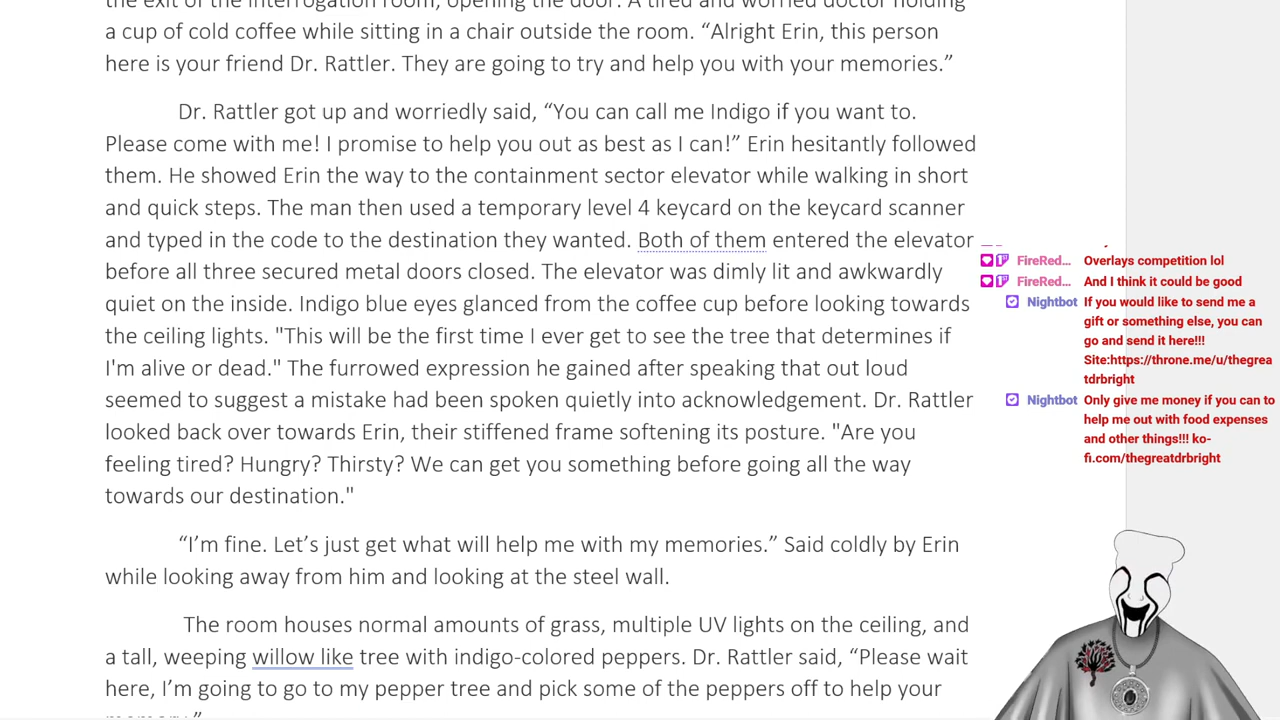 the exit of the interrogation room, opening the door. A tired and worried doctor holding
a cup of cold coffee while sitting in a chair outside the room. “Alright Erin, this person
here is your friend Dr. Rattler. They are going to try and help you with your memories.”
Dr. Rattler got up and worriedly said, “You can call me Indigo if you want to.
Please come with me! I promise to help you out as best as I can!” Erin hesitantly followed
them. He showed Erin the way to the containment sector elevator while walking in short
and quick steps. The man then used a temporary level 4 keycard on the keycard scanner
and typed in the code to the destination they wanted. Both of them entered the elevator
before all three secured metal doors closed. The elevator was dimly lit and awkwardly
quiet on the inside. Indigo blue eyes glanced from the coffee cup before looking towards
the ceiling lights. "This will be the first time I ever get to see the tree that determines if
I'm alive or dead." The furrowed expression he gained after speaking that out loud
seemed to suggest a mistake had been spoken quietly into acknowledgement. Dr. Rattler
looked back over towards Erin, their stiffened frame softening its posture. "Are you
feeling tired? Hungry? Thirsty? We can get you something before going all the way
towards our destination."
“I’m fine. Let’s just get what will help me with my memories.” Said coldly by Erin
while looking away from him and looking at the steel wall.
The room houses normal amounts of grass, multiple UV lights on the ceiling, and
a tall, weeping willow like tree with indigo-colored peppers. Dr. Rattler said, “Please wait
here, I’m going to go to my pepper tree and pick some of the peppers off to help your
FireRed... Overlays competition lol
FireRed... And I think it could be good
Nightbot If you would like to send me a
gift or something else, you can
go and send it here!!!
Site:https://throne.me/u/thegrea
tdrbright
Nightbot Only give me money if you can to
help me out with food expenses
and other things!!! ko-
fi.com/thegreatdrbright